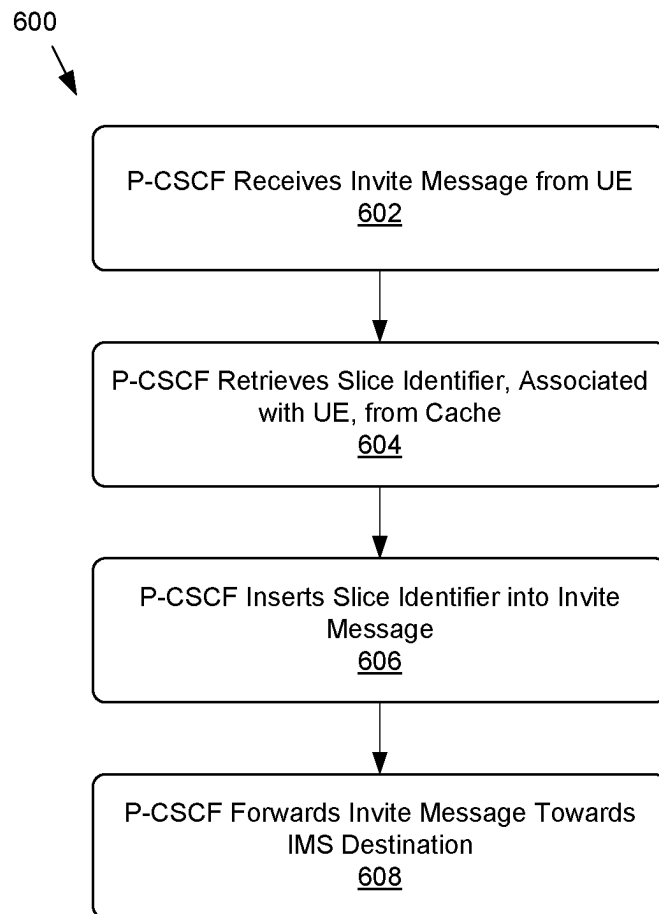 600
P-CSCF Receives Invite Message from UE
602
P-CSCF Retrieves Slice Identifier, Associated
with UE, from Cache
604
P-CSCF Inserts Slice Identifier into Invite
Message
606
P-CSCF Forwards Invite Message Towards
IMS Destination
608